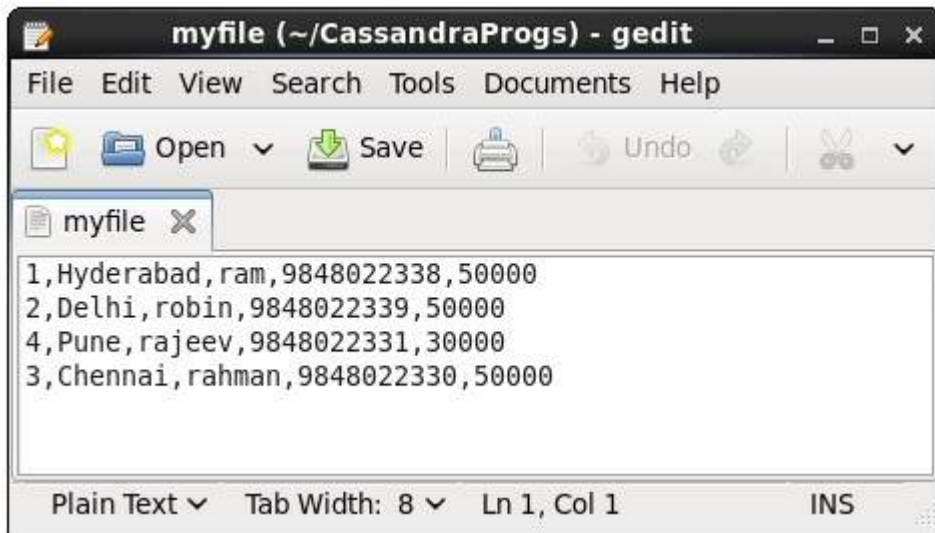 myfile (~/CassandraProgs) - gedit
File Edit View Search Tools Documents Help
Open Save Undo
myfile
1,Hyderabad,ram,9848022338,50000
2,Delhi,robin,9848022339,50000
4,Pune,rajeev,9848022331,30000
3,Chennai,rahman,9848022330,50000
Plain Text Tab Width: 8 Ln 1, Col 1 INS